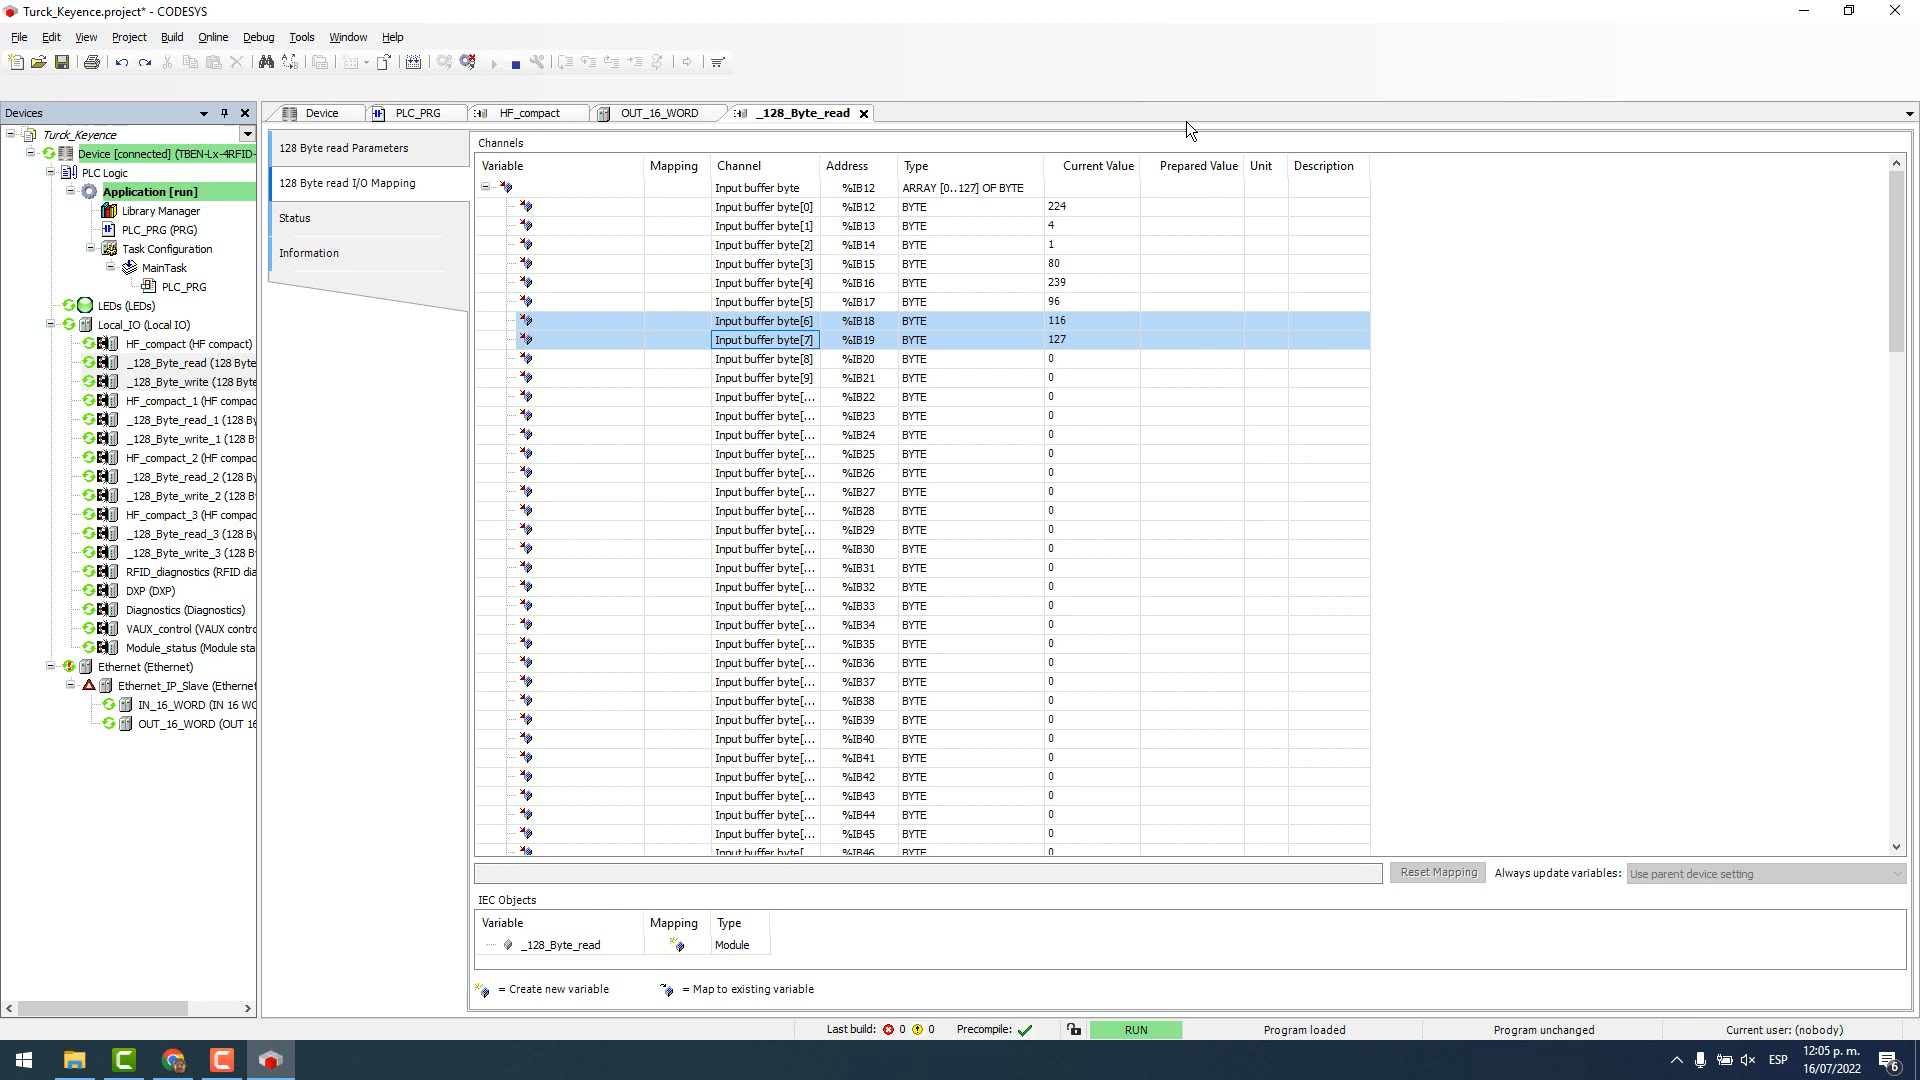 Turck_Keyence.project* - CODESYS
File Edit View Project Build Online Debug Tools Window Help
Devices
Turck_Keyence
Device [connected] (TBEN-Lx-4RFID-
PLC Logic
Application [run]
Library Manager
PLC_PRG (PRG)
Task Configuration
MainTask
PLC_PRG
LEDs (LEDs)
Local_IO (Local IO)
HF_compact (HF compact)
_128_Byte_read (128 Byte
_128_Byte_write (128 Byte
HF_compact_1 (HF compac
_128_Byte_read_1 (128 By
_128_Byte_write_1 (128 B
HF_compact_2 (HF compac
_128_Byte_read_2 (128 By
_128_Byte_write_2 (128 B
HF_compact_3 (HF compac
_128_Byte_read_3 (128 By
_128_Byte_write_3 (128 B
RFID_diagnostics (RFID dia
DXP (DXP)
Diagnostics (Diagnostics)
VAUX_control (VAUX contro
Module_status (Module sta
Ethernet (Ethernet)
Ethernet_IP_Slave (Ethernet
IN_16_WORD (IN 16 WO
OUT_16_WORD (OUT 16
Device PLC_PRG HF_compact OUT_16_WORD _128_Byte_read
128 Byte read Parameters
128 Byte read I/O Mapping
Status
Information
Channels
Variable Mapping Channel Address Type Current Value Prepared Value Unit Description
Input buffer byte %IB12 ARRAY [0..127] OF BYTE
Input buffer byte[0] %IB12 BYTE 224
Input buffer byte[1] %IB13 BYTE 4
Input buffer byte[2] %IB14 BYTE 1
Input buffer byte[3] %IB15 BYTE 80
Input buffer byte[4] %IB16 BYTE 239
Input buffer byte[5] %IB17 BYTE 96
Input buffer byte[6] %IB18 BYTE 116
Input buffer byte[7] %IB19 BYTE 127
Input buffer byte[8] %IB20 BYTE 0
Input buffer byte[9] %IB21 BYTE 0
Input buffer byte[... %IB22 BYTE 0
Input buffer byte[... %IB23 BYTE 0
Input buffer byte[... %IB24 BYTE 0
Input buffer byte[... %IB25 BYTE 0
Input buffer byte[... %IB26 BYTE 0
Input buffer byte[... %IB27 BYTE 0
Input buffer byte[... %IB28 BYTE 0
Input buffer byte[... %IB29 BYTE 0
Input buffer byte[... %IB30 BYTE 0
Input buffer byte[... %IB31 BYTE 0
Input buffer byte[... %IB32 BYTE 0
Input buffer byte[... %IB33 BYTE 0
Input buffer byte[... %IB34 BYTE 0
Input buffer byte[... %IB35 BYTE 0
Input buffer byte[... %IB36 BYTE 0
Input buffer byte[... %IB37 BYTE 0
Input buffer byte[... %IB38 BYTE 0
Input buffer byte[... %IB39 BYTE 0
Input buffer byte[... %IB40 BYTE 0
Input buffer byte[... %IB41 BYTE 0
Input buffer byte[... %IB42 BYTE 0
Input buffer byte[... %IB43 BYTE 0
Input buffer byte[... %IB44 BYTE 0
Input buffer byte[... %IB45 BYTE 0
Input buffer byte[ %IB46 BYTE 0
Reset Mapping Always update variables: Use parent device setting
IEC Objects
Variable Mapping Type
_128_Byte_read Module
= Create new variable = Map to existing variable
Last build: 0 0 Precompile: RUN Program loaded Program unchanged Current user: (nobody)
ESP 12:05 p. m.
16/07/2022 6